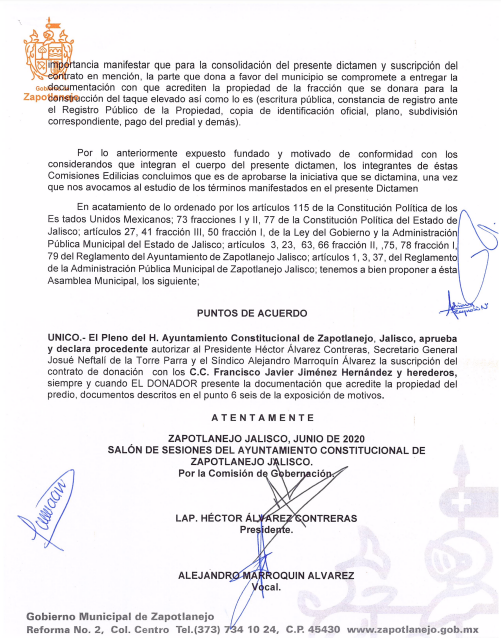 importancia manifestar que para la consolidación del presente dictamen y suscripción del
contrato en mención, la parte que dona a favor del municipio se compromete a entregar la
documentación con que acrediten la propiedad de la fracción que se donara para la
construcción del taque elevado así como lo es (escritura pública, constancia de registro ante
el Registro Público de la Propiedad, copia de identificación oficial, plano, subdivisión
correspondiente, pago del predial y demás).
Gobierno
Zapotlanejo
Por lo anteriormente expuesto fundado y motivado de conformidad con los
considerandos que integran el cuerpo del presente dictamen, los integrantes de éstas
Comisiones Edilicias concluimos que es de aprobarse la iniciativa que se dictamina, una vez
que nos avocamos al estudio de los términos manifestados en el presente Dictamen
En acatamiento de lo ordenado por los artículos 115 de la Constitución Política de los
Es tados Unidos Mexicanos; 73 fracciones I y II, 77 de la Constitución Política del Estado de
Jalisco; artículos 27, 41 fracción III, 50 fracción I, de la Ley del Gobierno y la Administración
Pública Municipal del Estado de Jalisco; artículos 3, 23, 63, 66 fracción II, ,75, 78 fracción I,
79 del Reglamento del Ayuntamiento de Zapotlanejo Jalisco; artículos 1, 3, 37, del Reglamento
de la Administración Pública Municipal de Zapotlanejo Jalisco; tenemos a bien proponer a ésta
Asamblea Municipal, los siguiente;
PUNTOS DE ACUERDO
UNICO.- El Pleno del H. Ayuntamiento Constitucional de Zapotlanejo, Jalisco, aprueba
y declara procedente autorizar al Presidente Héctor Álvarez Contreras, Secretario General
Josué Neftalí de la Torre Parra y el Síndico Alejandro Marroquín Álvarez la suscripción del
contrato de donación con los C.C. Francisco Javier Jiménez Hernández y herederos,
siempre y cuando EL DONADOR presente la documentación que acredite la propiedad del
predio, documentos descritos en el punto 6 seis de la exposición de motivos.
A T E N T A M E N T E
ZAPOTLANEJO JALISCO, JUNIO DE 2020
SALÓN DE SESIONES DEL AYUNTAMIENTO CONSTITUCIONAL DE
ZAPOTLANEJO JALISCO.
Por la Comisión de Gobernación.
LAP. HÉCTOR ÁLVAREZ CONTRERAS
Presidente.
ALEJANDRO MARROQUIN ALVAREZ
Vocal.
Gobierno Municipal de Zapotlanejo
Reforma No. 2, Col. Centro Tel.(373) 734 10 24, C.P. 45430 www.zapotlanejo.gob.mx